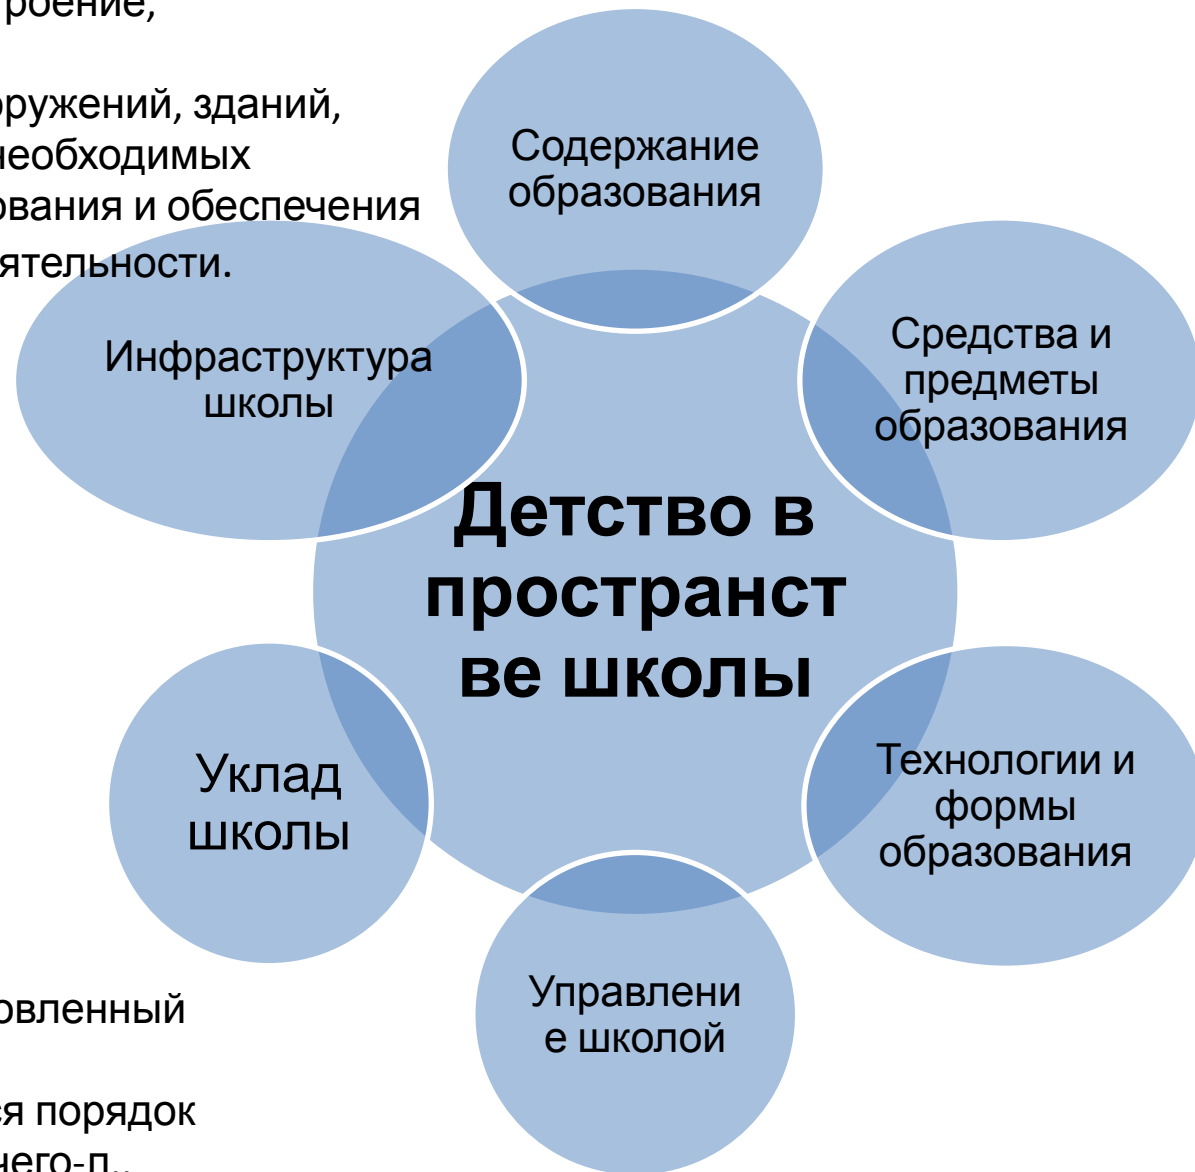 роение,
оружений, зданий,
необходимых
ования и обеспечения
ятельности.
Содержание
образования
Инфраструктура
школы
Средства и
предметы
образования
Детство в
пространст
ве школы
Уклад
школы
Технологии и
формы
образования
Управлени
е школой
овленный
ся порядок
чего-л.,